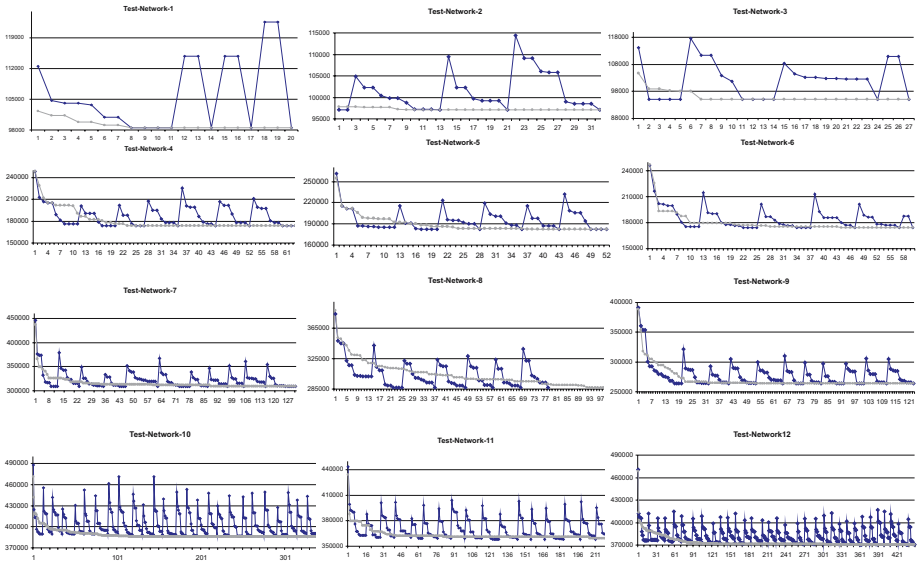 Test-Network-1
119000
112000
105000
98000
1 2 3 4 5 6 7 8 9 10 11 12 13 14 15 16 17 18 19 20
Test-Network-2
115000
110000
105000
100000
95000
1 3 5 7 9 11 13 15 17 19 21 23 25 27 29 31
Test-Network-3
118000
108000
98000
88000
1 2 3 4 5 6 7 8 9 10 11 12 13 14 15 16 17 18 19 20 21 22 23 24 25 26 27
Test-Network-4
240000
210000
180000
150000
1 4 7 10 13 16 19 22 25 28 31 34 37 40 43 46 49 52 55 58 61
Test-Network-5
250000
220000
190000
160000
1 4 7 10 13 16 19 22 25 28 31 34 37 40 43 46 49 52
Test-Network-6
240000
210000
180000
150000
1 4 7 10 13 16 19 22 25 28 31 34 37 40 43 46 49 52 55 58
Test-Network-7
450000
400000
350000
300000
1 8 15 22 29 36 43 50 57 64 71 78 85 92 99 106 113 120 127
Test-Network-8
365000
325000
285000
1 5 9 13 17 21 25 29 33 37 41 45 49 53 57 61 65 69 73 77 81 85 89 93 97
Test-Network-9
400000
350000
300000
250000
1 7 13 19 25 31 37 43 49 55 61 67 73 79 85 91 97 103 109 115 121
Test-Network-10
490000
460000
430000
400000
370000
1 101 201 301
Test-Network-11
440000
410000
380000
350000
1 16 31 46 61 76 91 106 121 136 151 166 181 196 211
Test-Network12
490000
460000
430000
400000
370000
1 31 61 91 121 151 181 211 241 271 301 331 361 391 421